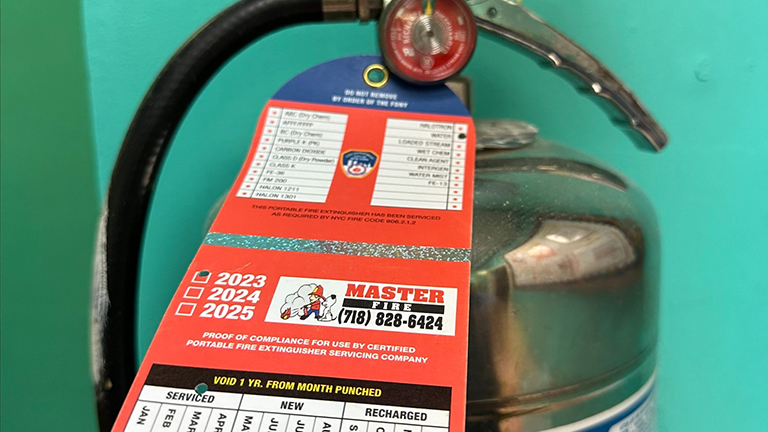 DO NOT REMOVE
BY ORDER OF THE FDNY
ABC (Dry Chem)
AFFF/FFFP
BC (Dry Chem)
PURPLE-K (PK)
CARBON DIOXIDE
CLASS-D (Dry Powder)
CLASS K
FE-36
FM 200
HALON 1211
HALON 1301
HALOTRON
WATER
LOADED STREAM
WET CHEM
CLEAN AGENT
INTERGEN
WATER MIST
FE-13
THIS PORTABLE FIRE EXTINGUISHER HAS BEEN SERVICED
AS REQUIRED BY NYC FIRE CODE 906.2.1.2
2023
2024
2025
MASTER
FIRE
(718) 828-6424
PROOF OF COMPLIANCE FOR USE BY CERTIFIED
PORTABLE FIRE EXTINGUISHER SERVICING COMPANY
VOID 1 YR. FROM MONTH PUNCHED
SERVICED NEW RECHARGED
JAN
FEB
MAR
APR